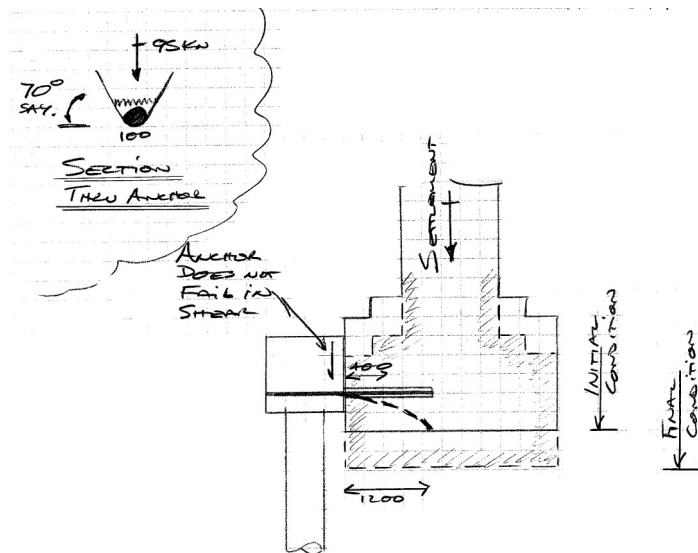 95KN
70°
SAY.
100
SECTION
THRU ANCHOR
SETTLEMENT
ANCHOR
DOES NOT
FAIL IN
SHEAR
400
INITIAL
CONDITION
FINAL
CONDITION
1200